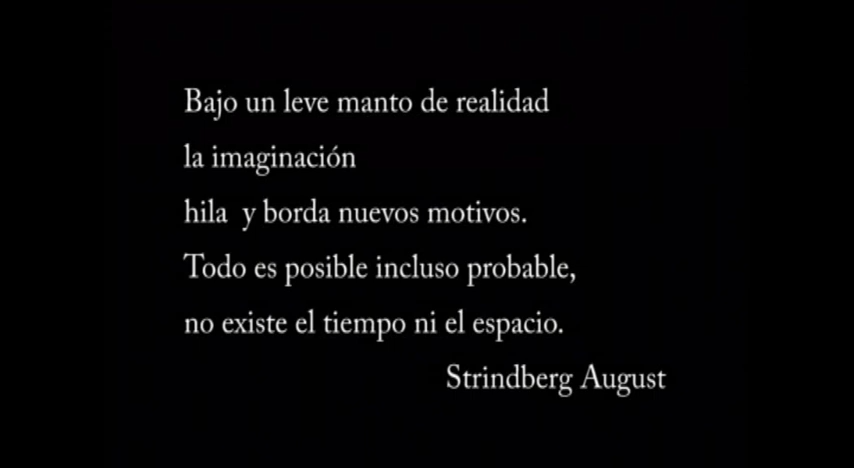 Bajo un leve manto de realidad
la imaginación
hila y borda nuevos motivos.
Todo es posible incluso probable,
no existe el tiempo ni el espacio.
Strindberg August